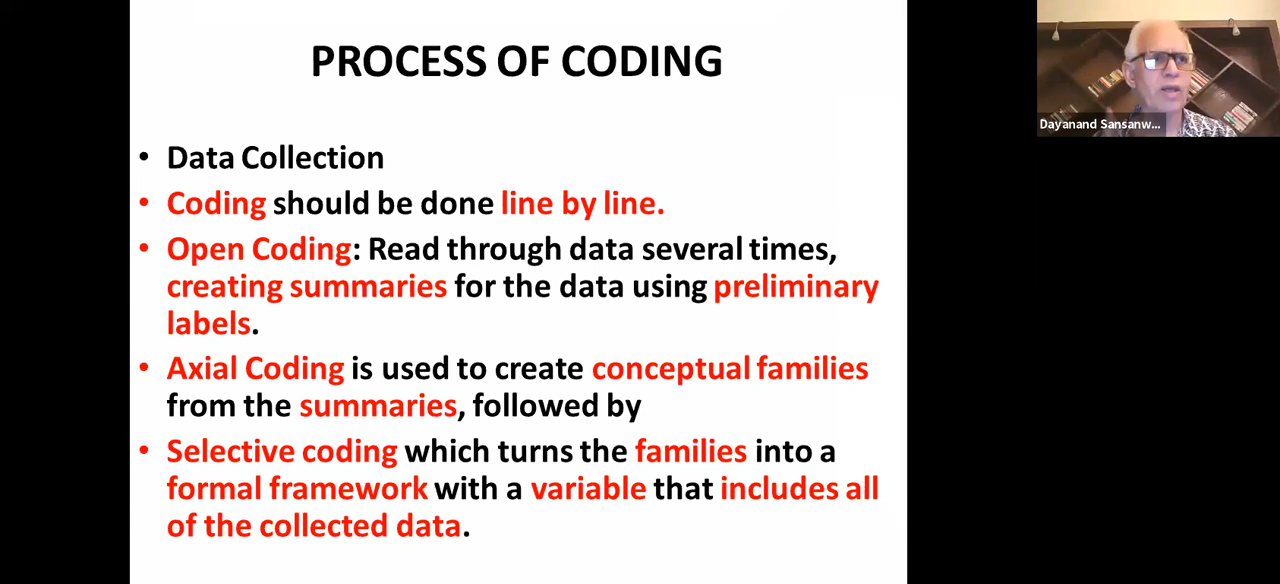 PROCESS OF CODING
• Data Collection
• Coding should be done line by line.
• Open Coding: Read through data several times,
creating summaries for the data using preliminary
labels.
• Axial Coding is used to create conceptual families
from the summaries, followed by
• Selective coding which turns the families into a
formal framework with a variable that includes all
of the collected data.
Dayanand Sansanw...